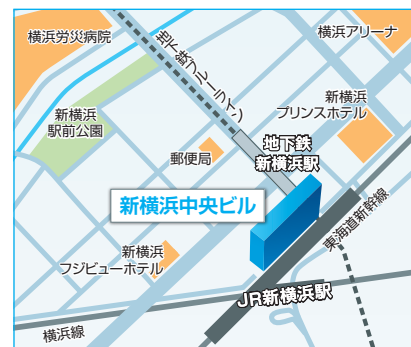 横浜労災病院
地下鉄ブルーライン
横浜アリーナ
新横浜
駅前公園
新横浜
プリンスホテル
郵便局
地下鉄
新横浜駅
新横浜中央ビル
東海道新幹線
新横浜
フジビューホテル
JR新横浜駅
横浜線